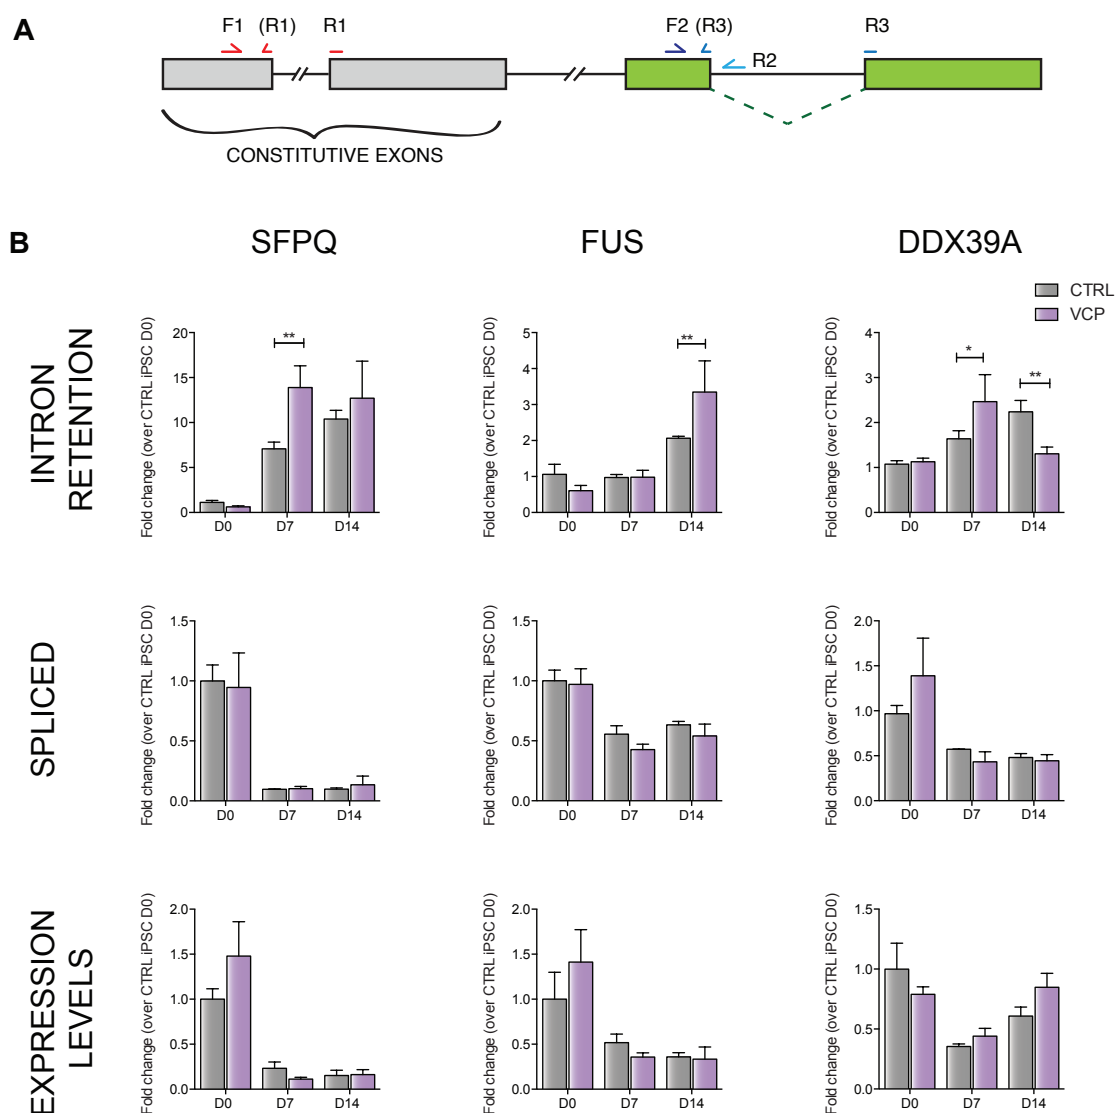 A
F1 (R1) R1 F2 (R3) R3
R2
CONSTITUTIVE EXONS
B
SFPQ FUS DDX39A
CTRL
VCP
INTRON
RETENTION
Fold change (over CTRL iPSC D0)
20
15
10
5
0
**
D0 D7 D14
Fold change (over CTRL iPSC D0)
5
4
3
2
1
0
**
D0 D7 D14
Fold change (over CTRL iPSC D0)
4
3
2
1
0
*
**
D0 D7 D14
SPLICED
Fold change (over CTRL iPSC D0)
1.5
1.0
0.5
0.0
D0 D7 D14
Fold change (over CTRL iPSC D0)
1.5
1.0
0.5
0.0
D0 D7 D14
Fold change (over CTRL iPSC D0)
2.0
1.5
1.0
0.5
0.0
D0 D7 D14
EXPRESSION
LEVELS
Fold change (over CTRL iPSC D0)
2.0
1.5
1.0
0.5
0.0
D0 D7 D14
Fold change (over CTRL iPSC D0)
2.0
1.5
1.0
0.5
0.0
D0 D7 D14
Fold change (over CTRL iPSC D0)
1.5
1.0
0.5
0.0
D0 D7 D14